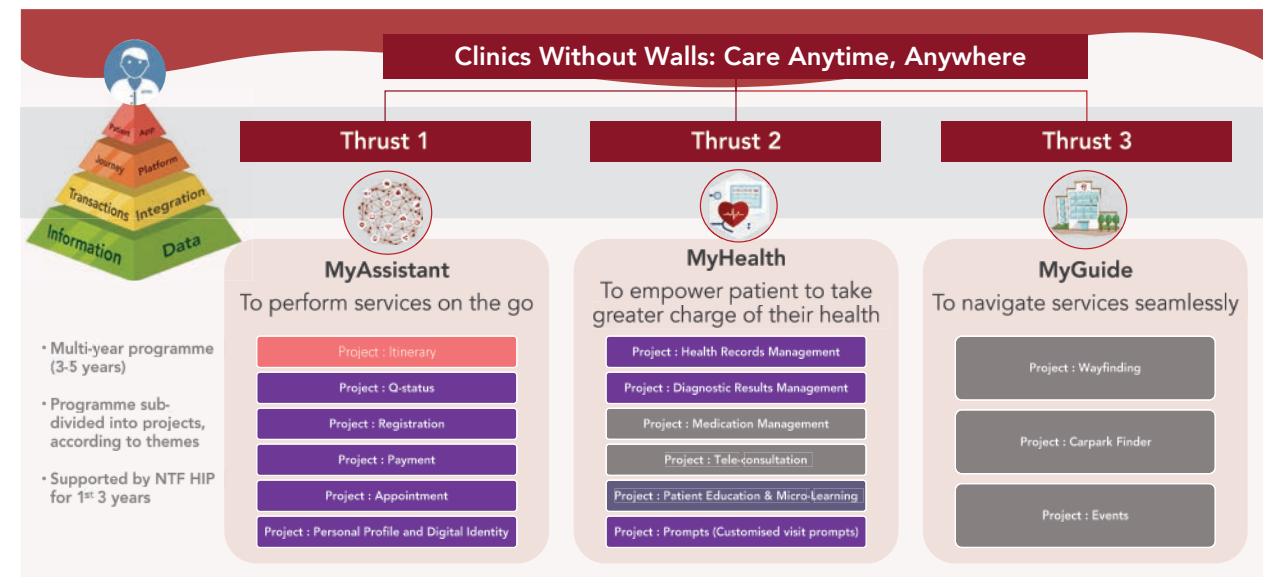 Clinics Without Walls: Care Anytime, Anywhere
Patient App
Journey Platform
Transactions Integration
Information Data
• Multi-year programme
(3-5 years)
• Programme sub-
divided into projects,
according to themes
• Supported by NTF HIP
for 1st 3 years
Thrust 1
MyAssistant
To perform services on the go
Project : Itinerary
Project : Q-status
Project : Registration
Project : Payment
Project : Appointment
Project : Personal Profile and Digital Identity
Thrust 2
MyHealth
To empower patient to take
greater charge of their health
Project : Health Records Management
Project : Diagnostic Results Management
Project : Medication Management
Project : Tele-consultation
Project : Patient Education & Micro-Learning
Project : Prompts (Customised visit prompts)
Thrust 3
MyGuide
To navigate services seamlessly
Project : Wayfinding
Project : Carpark Finder
Project : Events